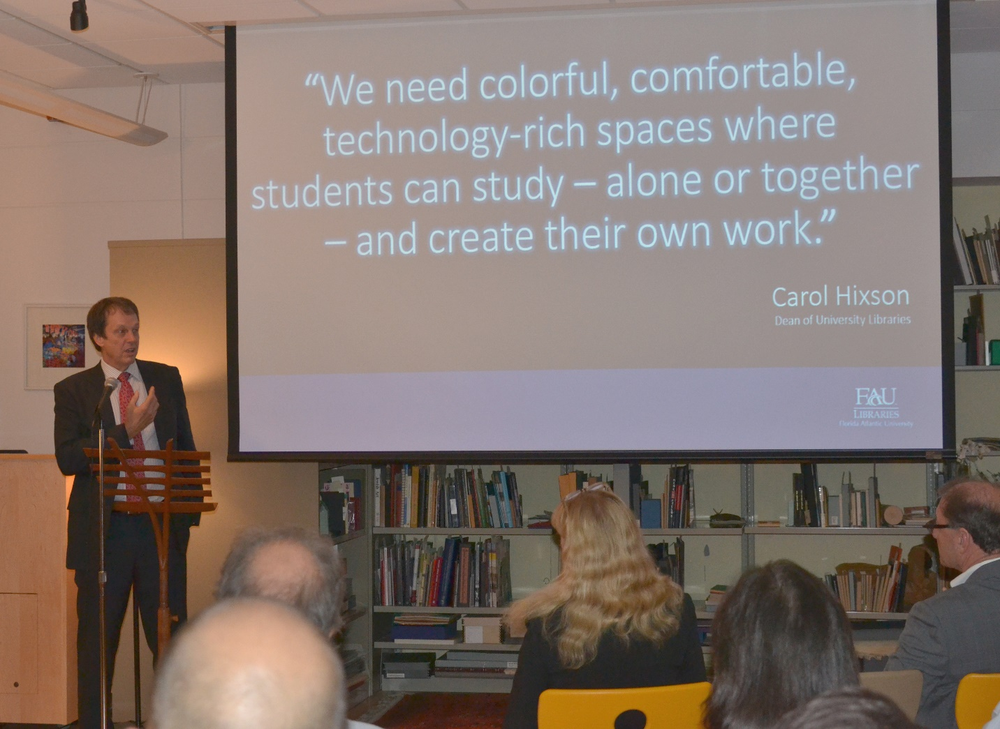 “We need colorful, comfortable,
technology-rich spaces where
students can study – alone or together
– and create their own work.”
Carol Hixson
Dean of University Libraries
FAU
LIBRARIES
Florida Atlantic University